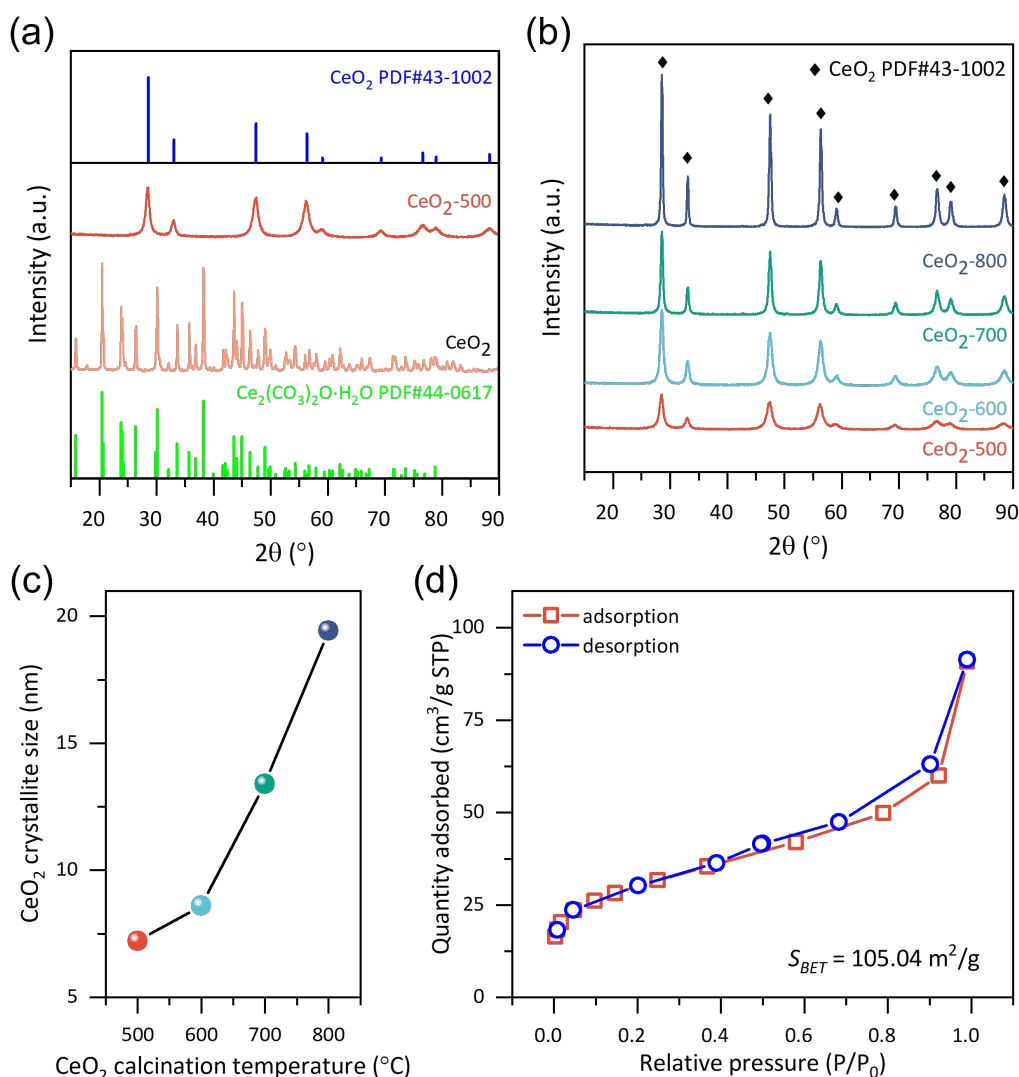 (a)
CeO₂ PDF#43-1002
CeO₂-500
CeO₂
Ce₂(CO₃)₂O·H₂O PDF#44-0617
Intensity (a.u.)
20 30 40 50 60 70 80 90
2θ (°)
(b)
CeO₂ PDF#43-1002
CeO₂-800
CeO₂-700
CeO₂-600
CeO₂-500
Intensity (a.u.)
20 30 40 50 60 70 80 90
2θ (°)
(c)
20
15
10
5
CeO₂ crystallite size (nm)
500 600 700 800
CeO₂ calcination temperature (°C)
(d)
adsorption
desorption
100
75
50
25
0
Quantity adsorbed (cm³/g STP)
S_BET = 105.04 m²/g
0.0 0.2 0.4 0.6 0.8 1.0
Relative pressure (P/P₀)